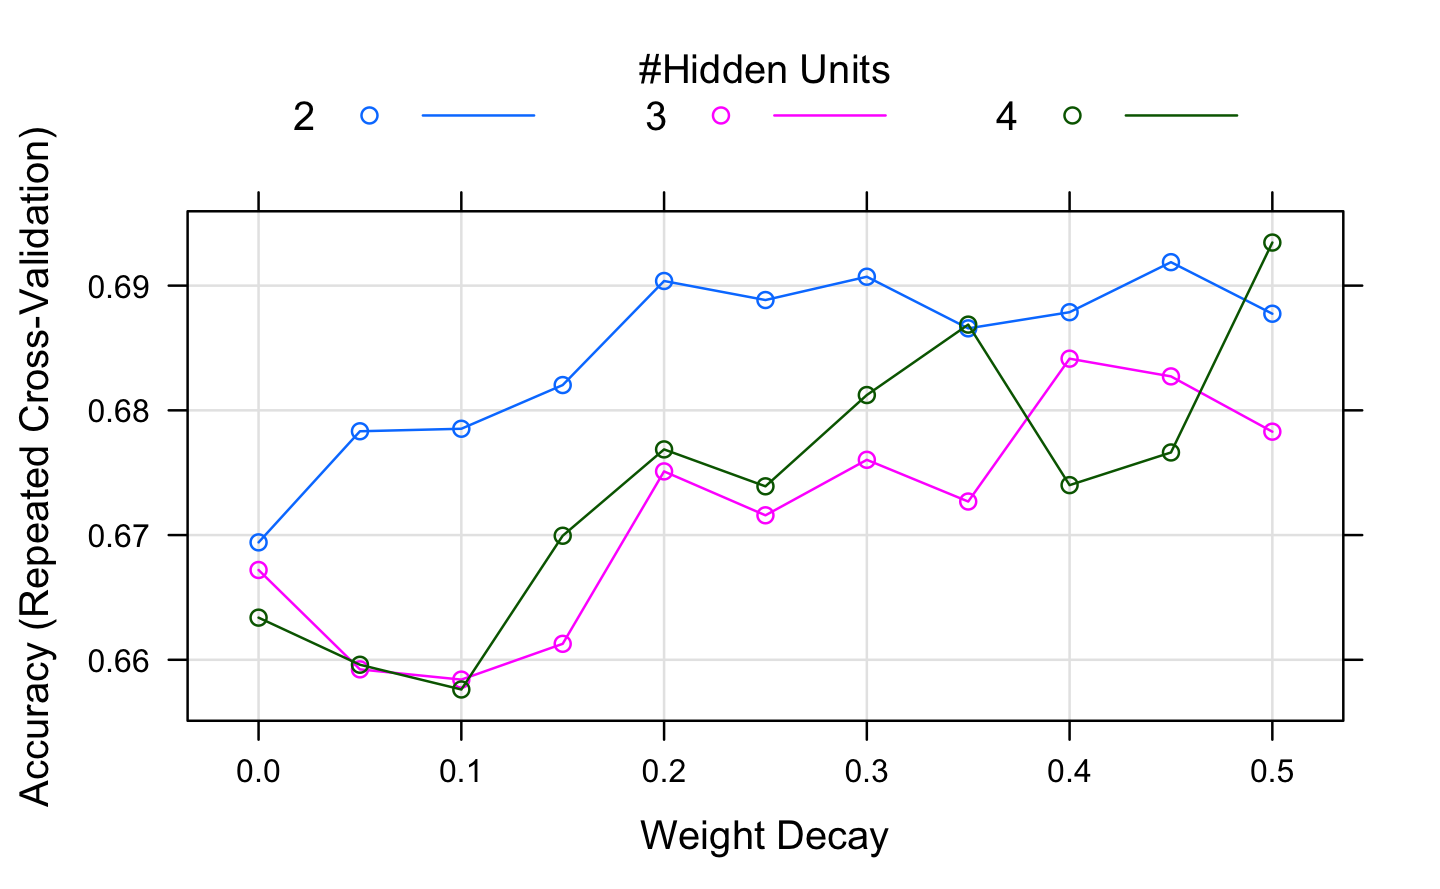 #Hidden Units
2 3 4
Accuracy (Repeated Cross-Validation)
0.69
0.68
0.67
0.66
0.0 0.1 0.2 0.3 0.4 0.5
Weight Decay